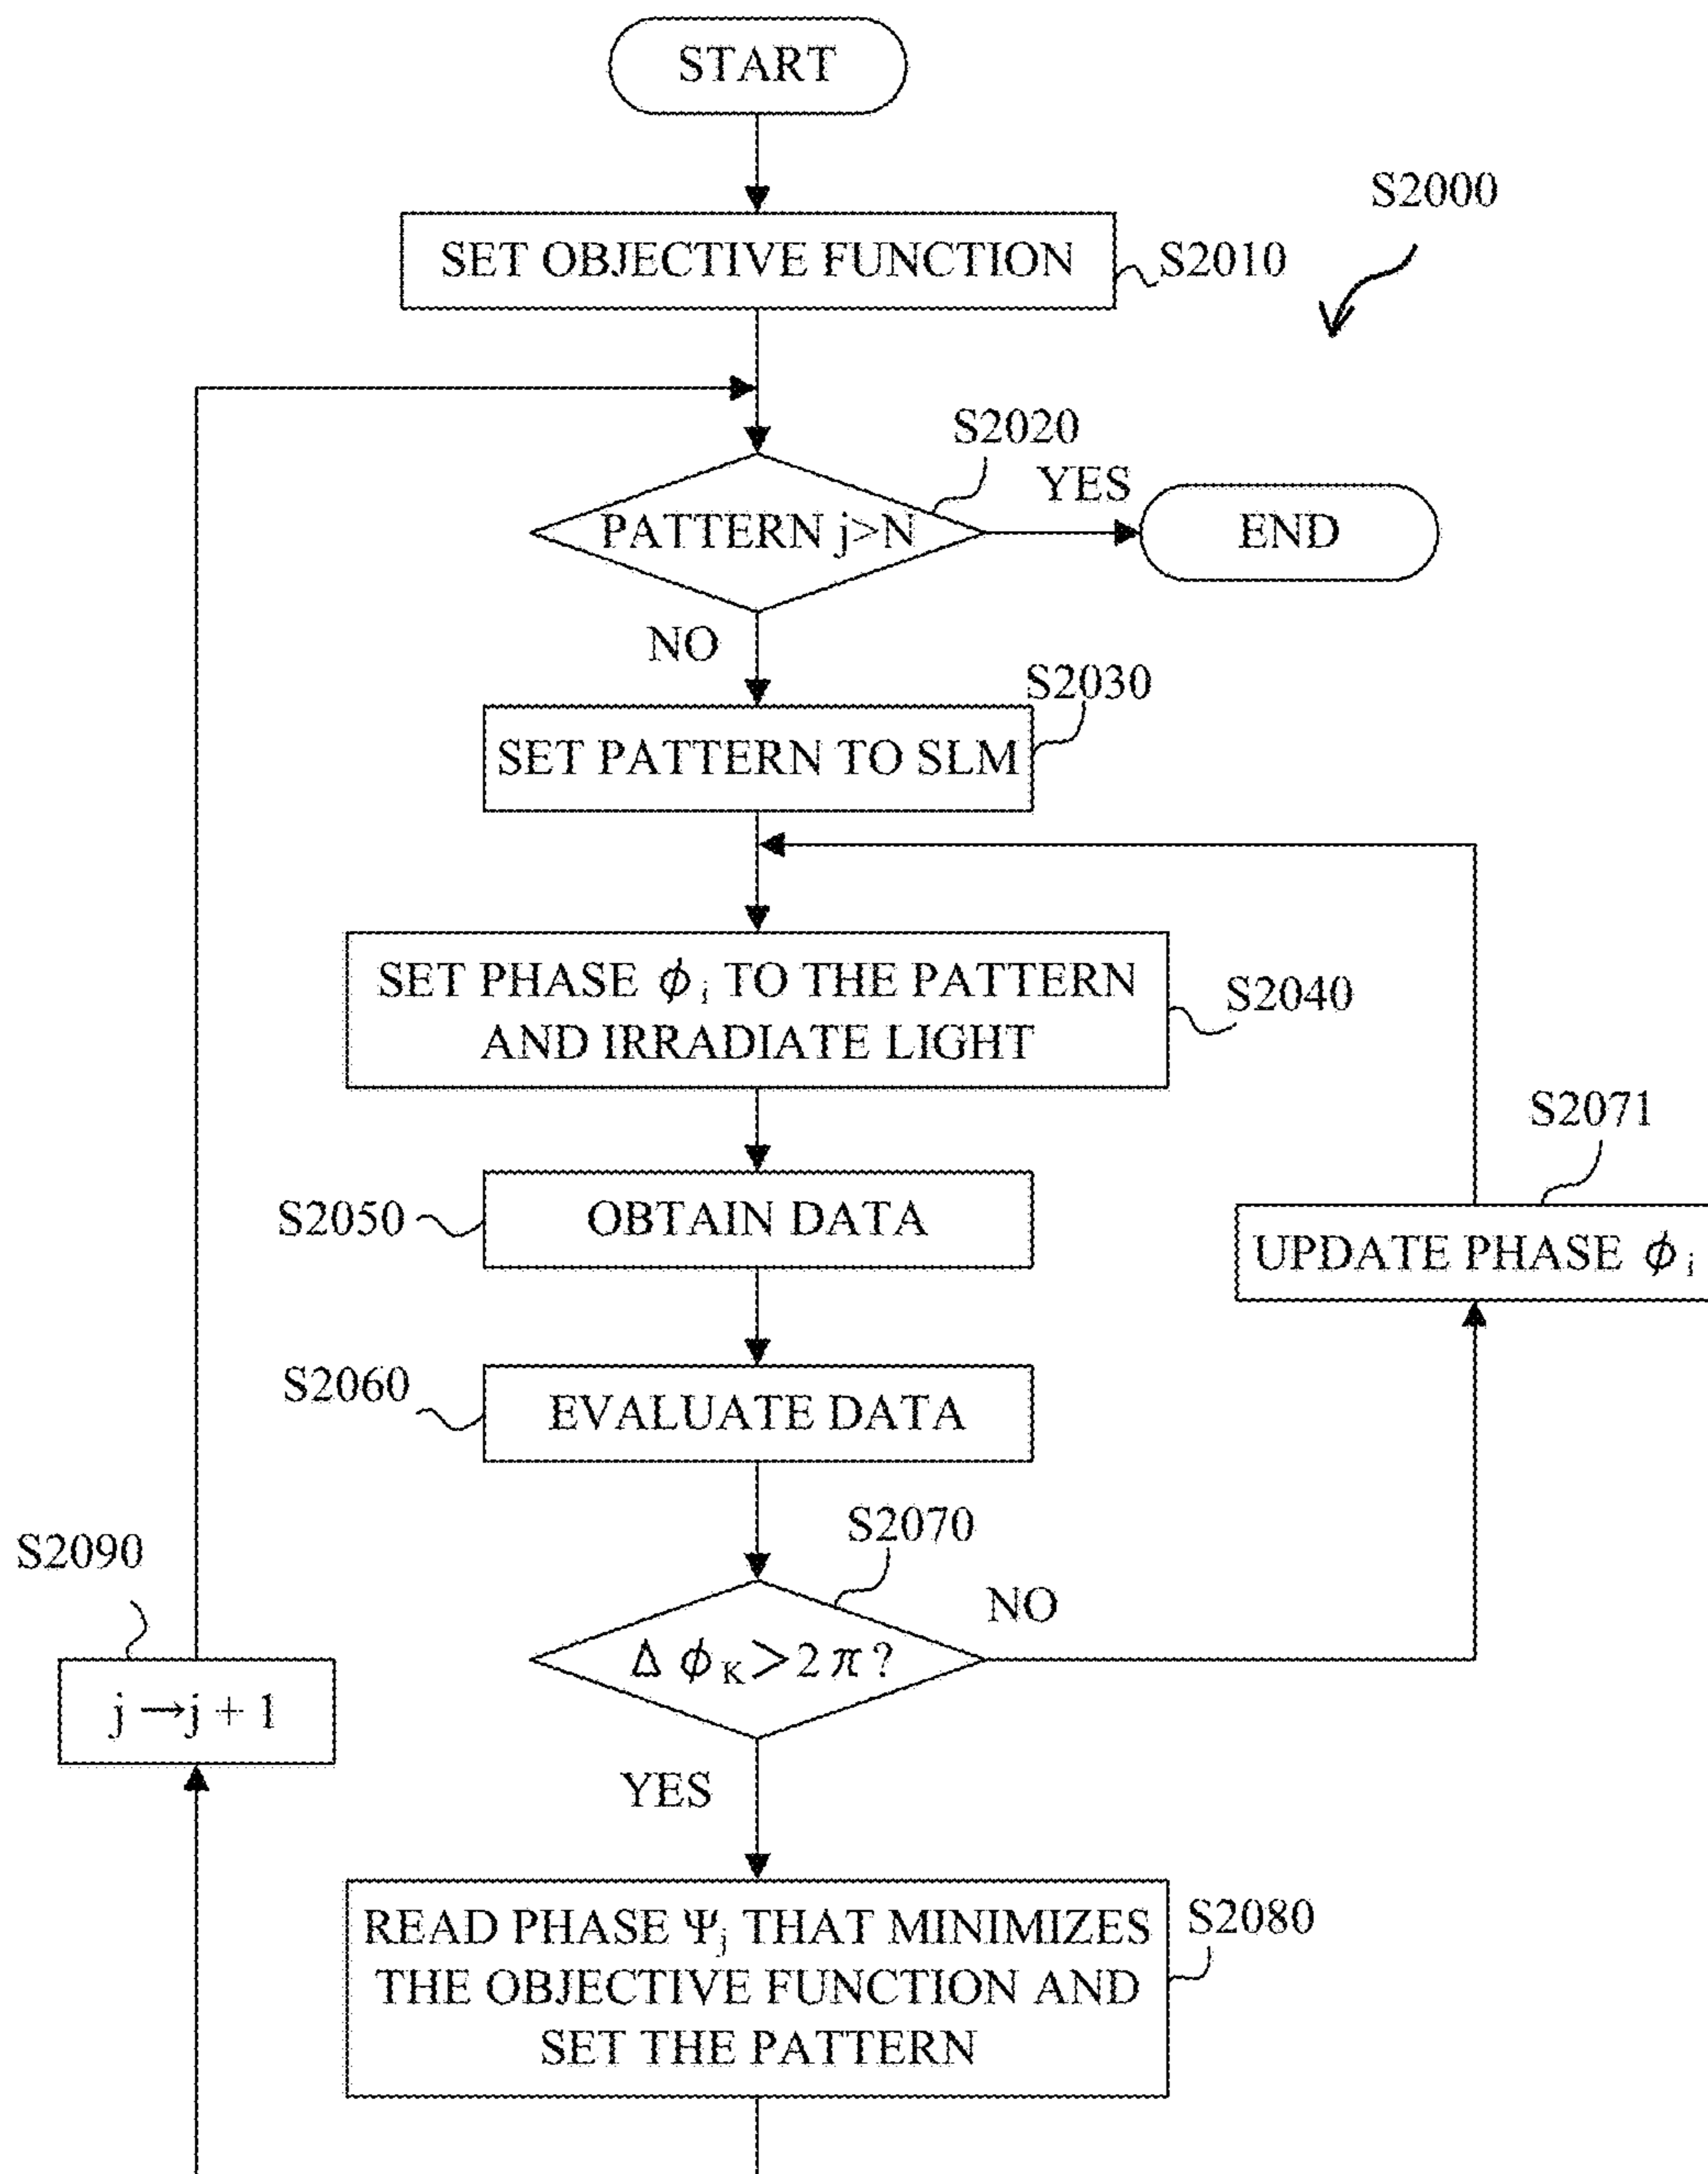 START
S2000
SET OBJECTIVE FUNCTION
S2010
S2020
PATTERN j>N
YES
END
NO
S2030
SET PATTERN TO SLM
SET PHASE ϕi TO THE PATTERN
AND IRRADIATE LIGHT
S2040
S2071
S2050
OBTAIN DATA
UPDATE PHASE ϕi
S2060
EVALUATE DATA
S2070
S2090
NO
Δ ϕK>2π?
j→j+1
YES
READ PHASE Ψj THAT MINIMIZES
THE OBJECTIVE FUNCTION AND
SET THE PATTERN
S2080